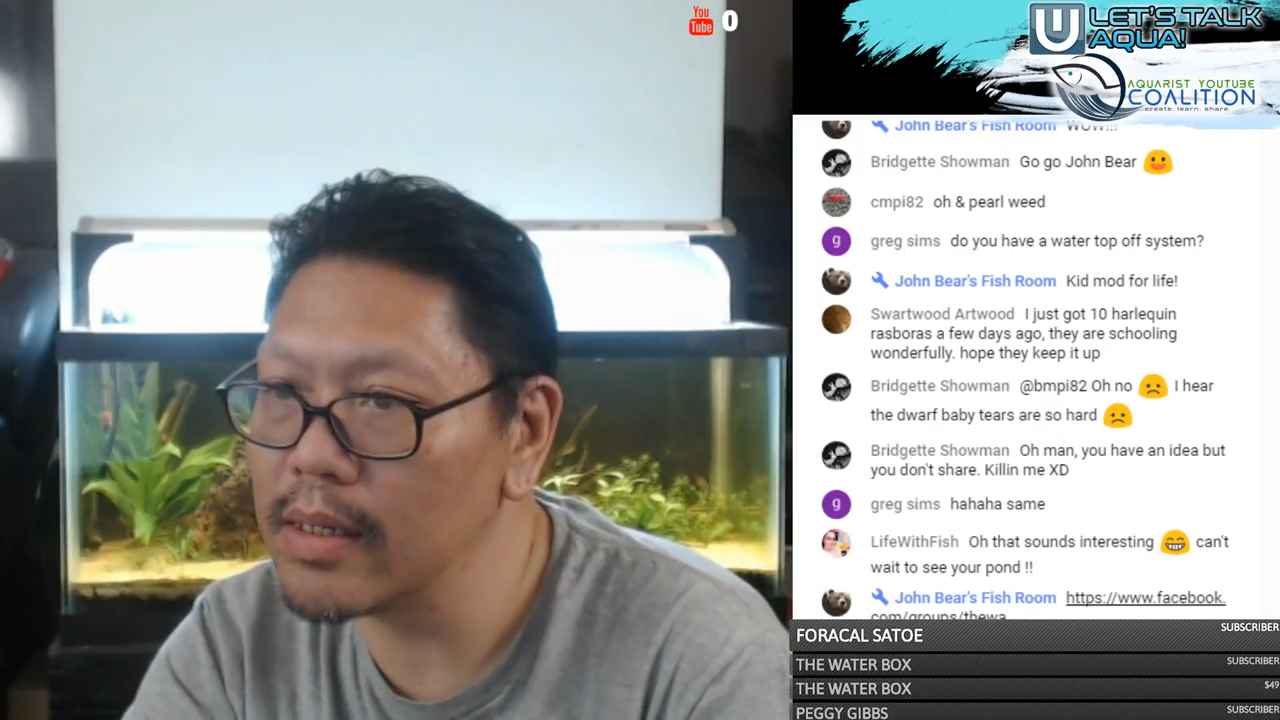 You
Tube
0
LET'S TALK
AQUA!
AQUARIST YOUTUBE
COALITION
create. learn. share.
John Bear's Fish Room WOW!!!
Bridgette Showman Go go John Bear
cmpi82 oh & pearl weed
g greg sims do you have a water top off system?
John Bear's Fish Room Kid mod for life!
Swartwood Artwood I just got 10 harlequin
rasboras a few days ago, they are schooling
wonderfully. hope they keep it up
Bridgette Showman @bmpi82 Oh no I hear
the dwarf baby tears are so hard
Bridgette Showman Oh man, you have an idea but
you don't share. Killin me XD
g greg sims hahaha same
LifeWithFish Oh that sounds interesting can't
wait to see your pond !!
John Bear's Fish Room https://www.facebook.
com/groups/thewa
FORACAL SATOE SUBSCRIBER
THE WATER BOX SUBSCRIBER
THE WATER BOX $49
PEGGY GIBBS SUBSCRIBER